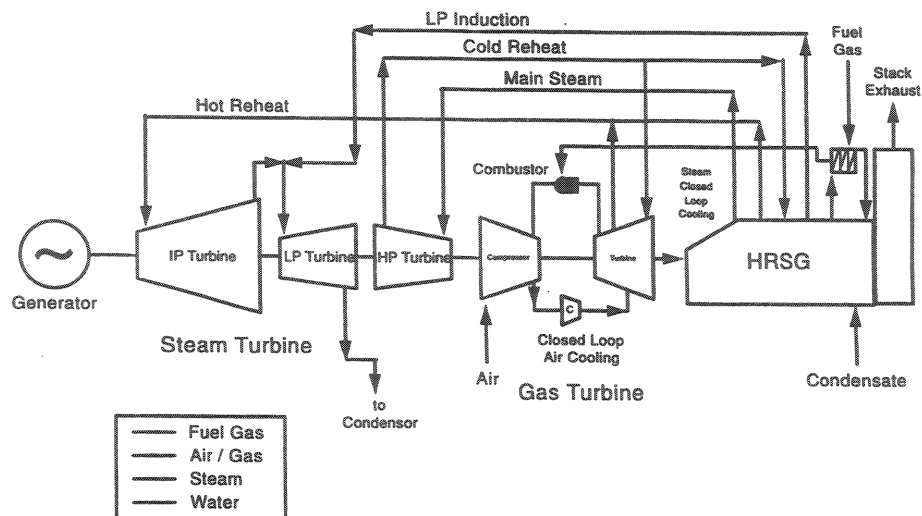 LP Induction
Cold Reheat
Main Steam
Hot Reheat
Fuel
Gas
Stack
Exhaust
Combustor
Steam
Closed
Loop
Cooling
IP Turbine
LP Turbine
HP Turbine
Compressor
Turbine
HRSG
Generator
C
Steam Turbine
Closed Loop
Air Cooling
Air
Gas Turbine
Condensate
to
Condensor
Fuel Gas
Air / Gas
Steam
Water